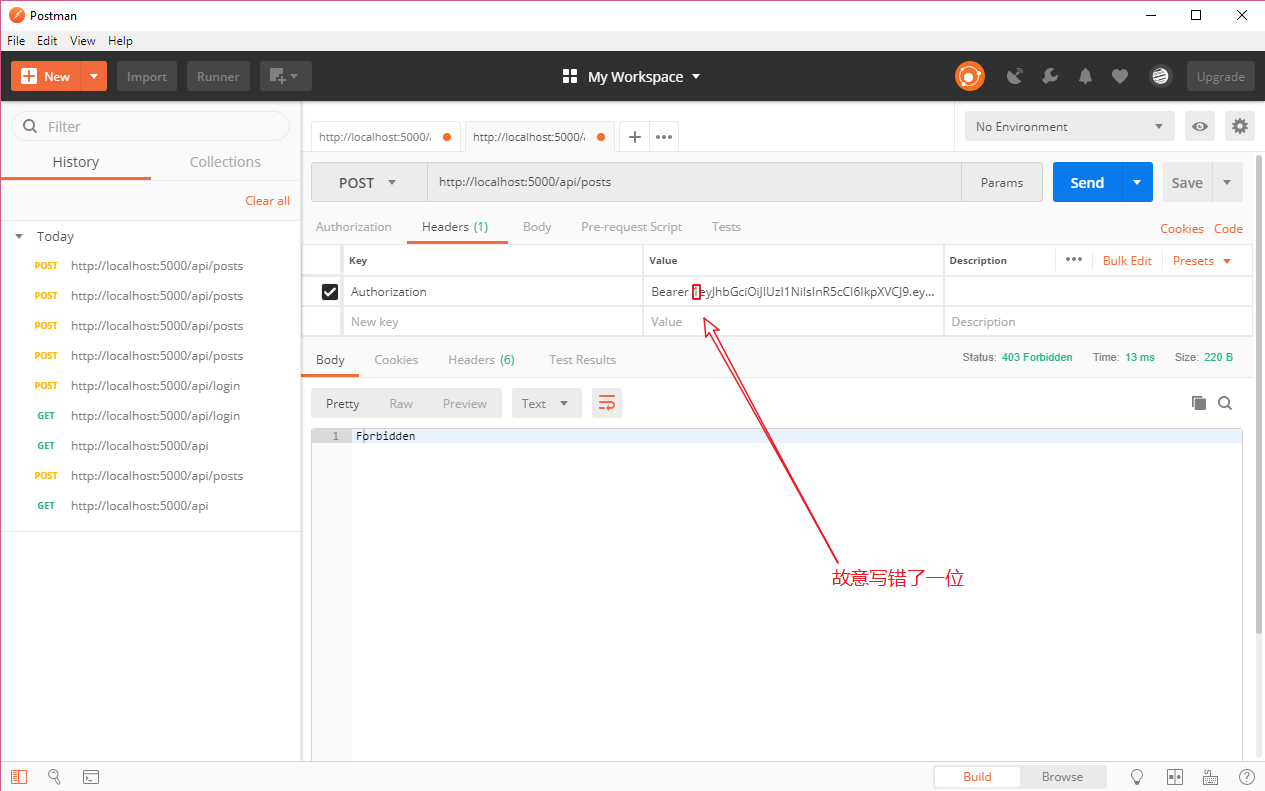 Postman
File Edit View Help
New Import Runner My Workspace Upgrade
Filter
History Collections
Clear all
Today
POST http://localhost:5000/api/posts
POST http://localhost:5000/api/posts
POST http://localhost:5000/api/posts
POST http://localhost:5000/api/posts
POST http://localhost:5000/api/login
GET http://localhost:5000/api/login
GET http://localhost:5000/api
POST http://localhost:5000/api/posts
GET http://localhost:5000/api
http://localhost:5000/ http://localhost:5000/ + ••• No Environment
POST http://localhost:5000/api/posts Params Send Save
Authorization Headers (1) Body Pre-request Script Tests Cookies Code
Key Value Description ••• Bulk Edit Presets
Authorization Bearer 1eyJhbGciOiJIUzI1NiIsInR5cCI6IkpXVCJ9.ey...
New key Value Description
Body Cookies Headers (6) Test Results Status: 403 Forbidden Time: 13 ms Size: 220 B
Pretty Raw Preview Text
1 Forbidden
故意写错了一位
Build Browse